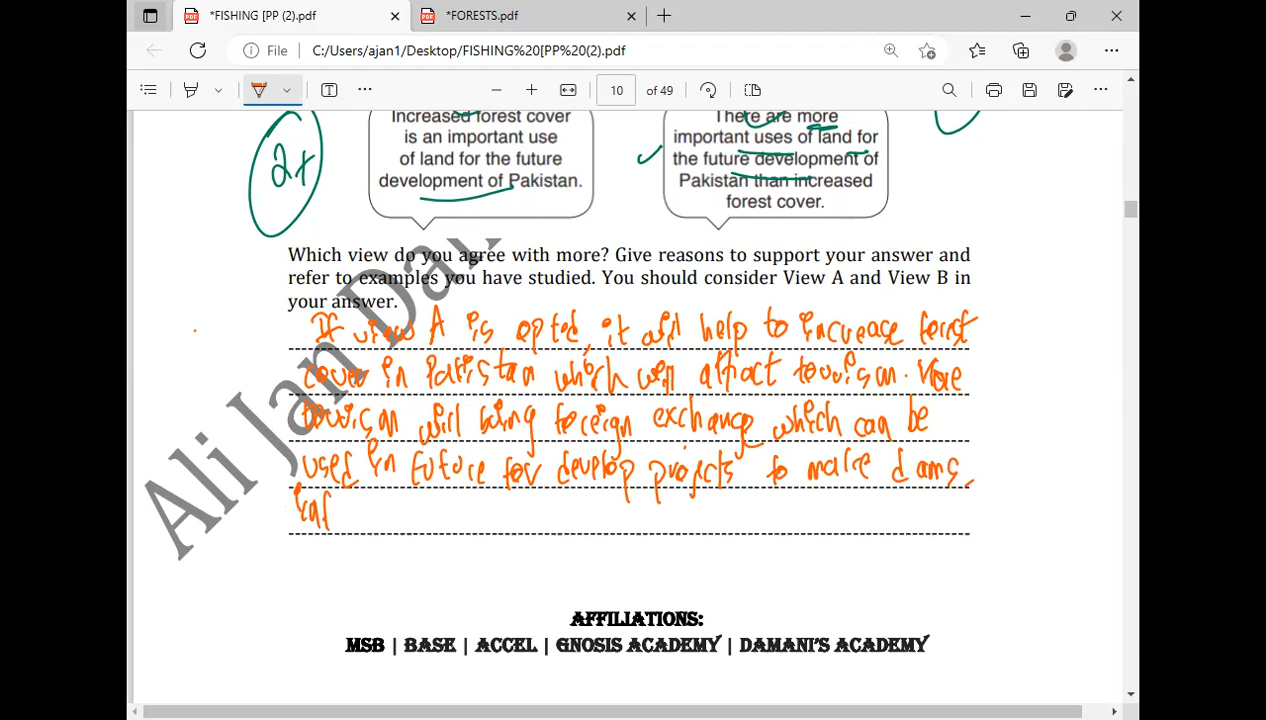 *FISHING [PP (2).pdf
*FORESTS.pdf
File C:/Users/ajan1/Desktop/FISHING%20[PP%20(2).pdf
10 of 49
2x
Increased forest cover
is an important use
of land for the future
development of Pakistan.
There are more
important uses of land for
the future development of
Pakistan than increased
forest cover.
Which view do you agree with more? Give reasons to support your answer and
refer to examples you have studied. You should consider View A and View B in
your answer.
If view A is opted, it will help to increase forest
cover in Pakistan which will attract tourism. More
tourism will bring foreign exchange which can be
used in future for develop projects to make dams,
Ali Jan Dam
AFFILIATIONS:
MSB | BASE | ACCEL | GNOSIS ACADEMY | DAMANI'S ACADEMY